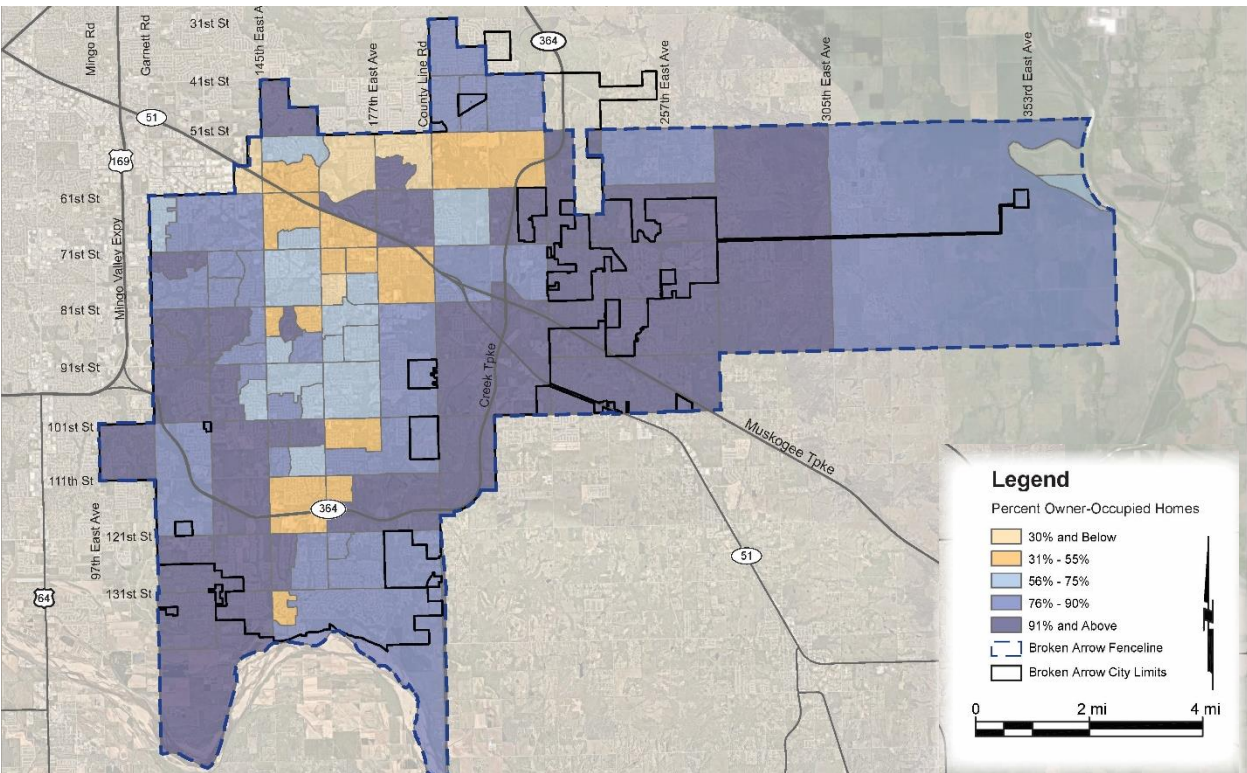 31st St
41st St
51st St
61st St
71st St
81st St
91st St
101st St
111th St
121st St
131st St
Mingo Rd
Garnett Rd
145th East A
177th East Ave
County Line Rd
257th East Ave
305th East Ave
353rd East Ave
97th East Ave
Mingo Valley Expy
Creek Tpke
Muskogee Tpke
51
169
364
364
51
64
Legend
Percent Owner-Occupied Homes
30% and Below
31% - 55%
56% - 75%
76% - 90%
91% and Above
Broken Arrow Fenceline
Broken Arrow City Limits
0 2 mi 4 mi